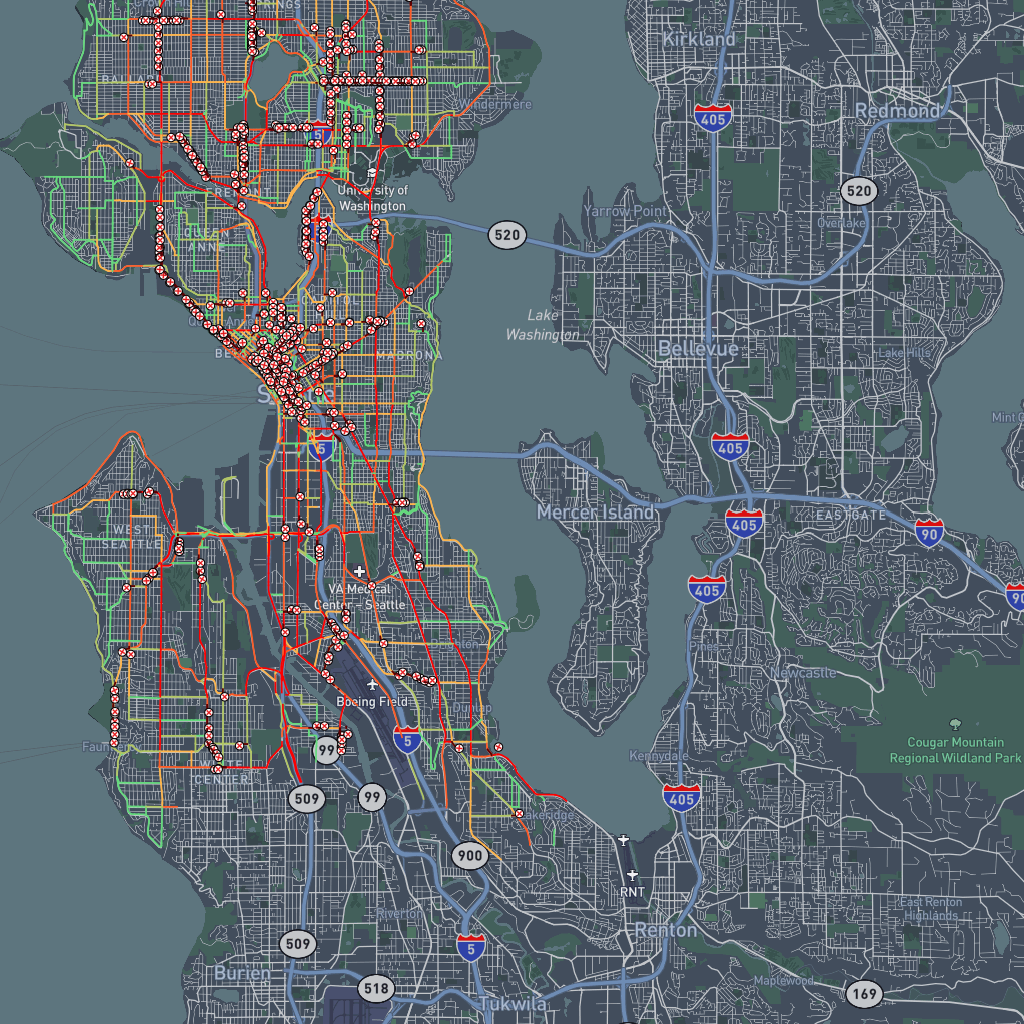 Kirkland
405
Redmond
BALLARD
Windermere
5
520
University of
Washington
FREMONT
Yarrow Point
Overlake
QUEEN
ANNE
520
Lake
Washington
Bellevue
Lake Hills
MADRONA
405
5
Mercer Island
405
EASTGATE
90
WEST
SEATTLE
VA Medical
Center – Seattle
405
90
Newcastle
Boeing Field
Dunlap
99
5
Kennydale
Cougar Mountain
Regional Wildland Park
WHITE
CENTER
509
99
405
Lakeridge
900
RNT
Riverton
East Renton
Highlands
509
5
Renton
Burien
518
Maplewood
169
Tukwila